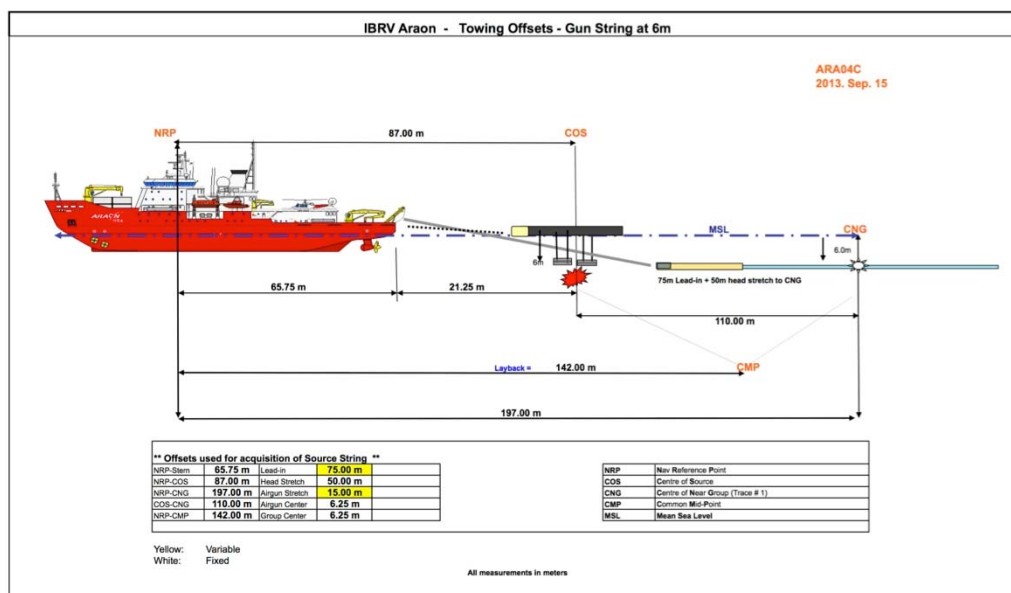 IBRV Araon - Towing Offsets - Gun String at 6m
ARA04C
2013. Sep. 15
NRP 87.00 m COS
ARAON
MSL CNG
6m 6.0m
75m Lead-in + 50m head stretch to CNG
65.75 m 21.25 m
110.00 m
Layback = 142.00 m CMP
197.00 m
** Offsets used for acquisition of Source String **
NRP-Stern 65.75 m Lead-in 75.00 m
NRP-COS 87.00 m Head Stretch 50.00 m
NRP-CNG 197.00 m Airgun Stretch 15.00 m
COS-CNG 110.00 m Airgun Center 6.25 m
NRP-CMP 142.00 m Group Center 6.25 m
NRP Nav Reference Point
COS Centre of Source
CNG Centre of Near Group (Trace # 1)
CMP Common Mid-Point
MSL Mean Sea Level
Yellow: Variable
White: Fixed
All measurements in meters